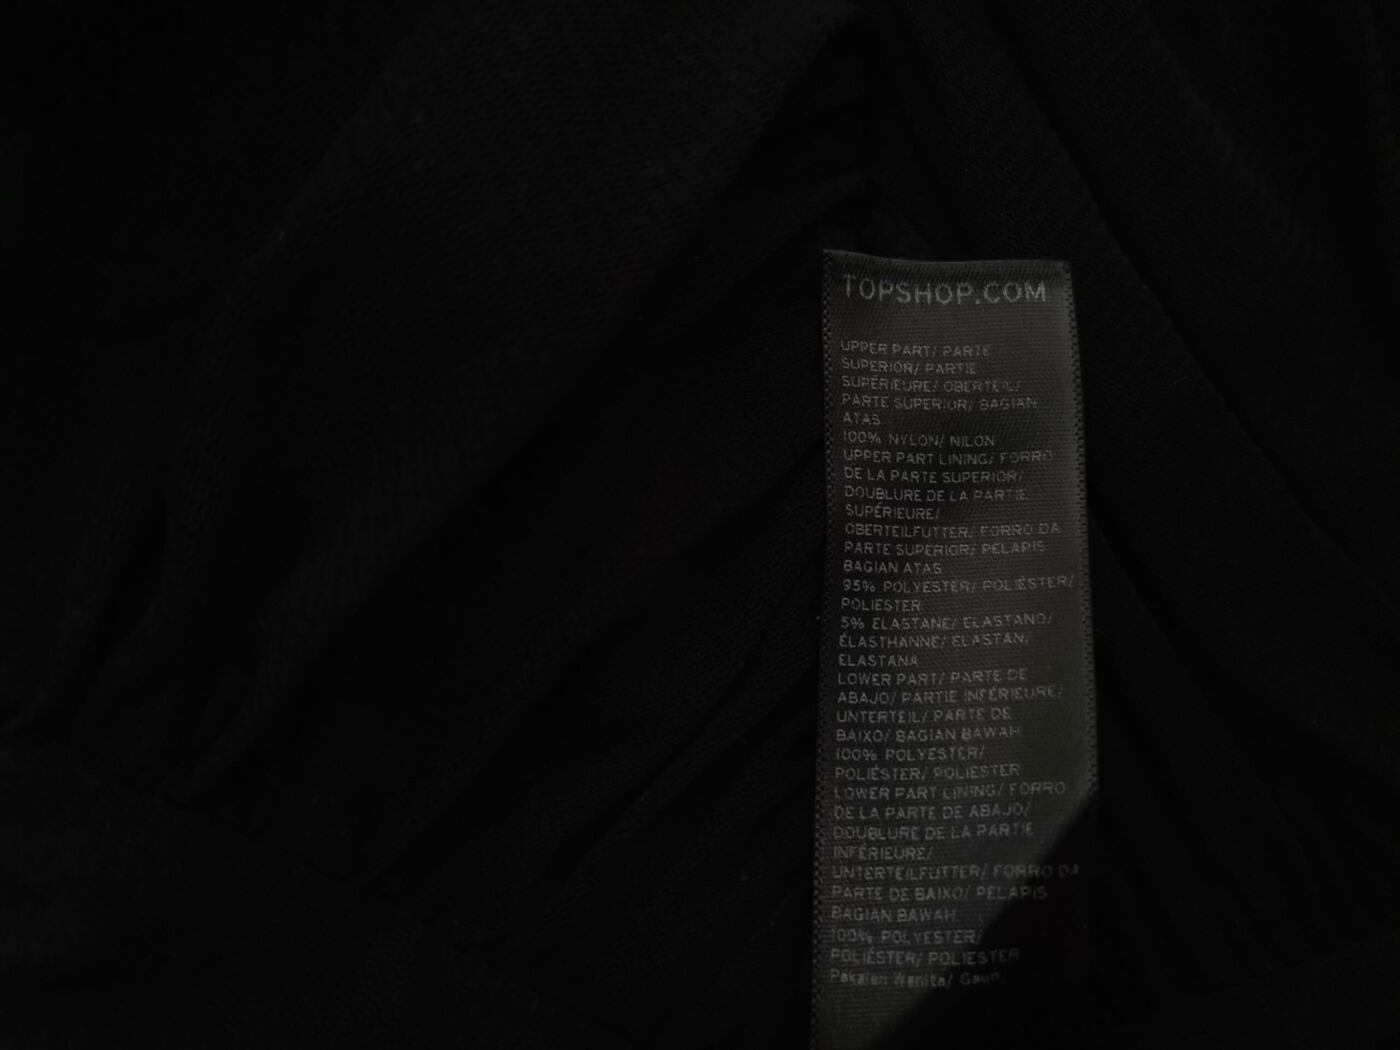 TOPSHOP.COM
UPPER PART/ PARTE
SUPERIOR/ PARTIE
SUPÉRIEURE/ OBERTEIL/
PARTE SUPERIOR/ BAGIAN
ATAS
100% NYLON/ NILON
UPPER PART LINING/ FORRO
DE LA PARTE SUPERIOR/
DOUBLURE DE LA PARTIE
SUPÉRIEURE/
OBERTEILFUTTER/ FORRO DA
PARTE SUPERIOR/ PELAPIS
BAGIAN ATAS
95% POLYESTER/ POLIÉSTER/
POLIESTER
5% ELASTANE/ ELASTANO/
ÉLASTHANNE/ ELASTAN/
ELASTANA
LOWER PART/ PARTE DE
ABAJO/ PARTIE INFÉRIEURE/
UNTERTEIL/ PARTE DE
BAIXO/ BAGIAN BAWAH
100% POLYESTER/
POLIÉSTER/ POLIESTER
LOWER PART LINING/ FORRO
DE LA PARTE DE ABAJO/
DOUBLURE DE LA PARTIE
INFÉRIEURE/
UNTERTEILFUTTER/ FORRO DA
PARTE DE BAIXO/ PELAPIS
BAGIAN BAWAH
100% POLYESTER/
POLIÉSTER/ POLIESTER
Pakaian Wanita/ Gaun